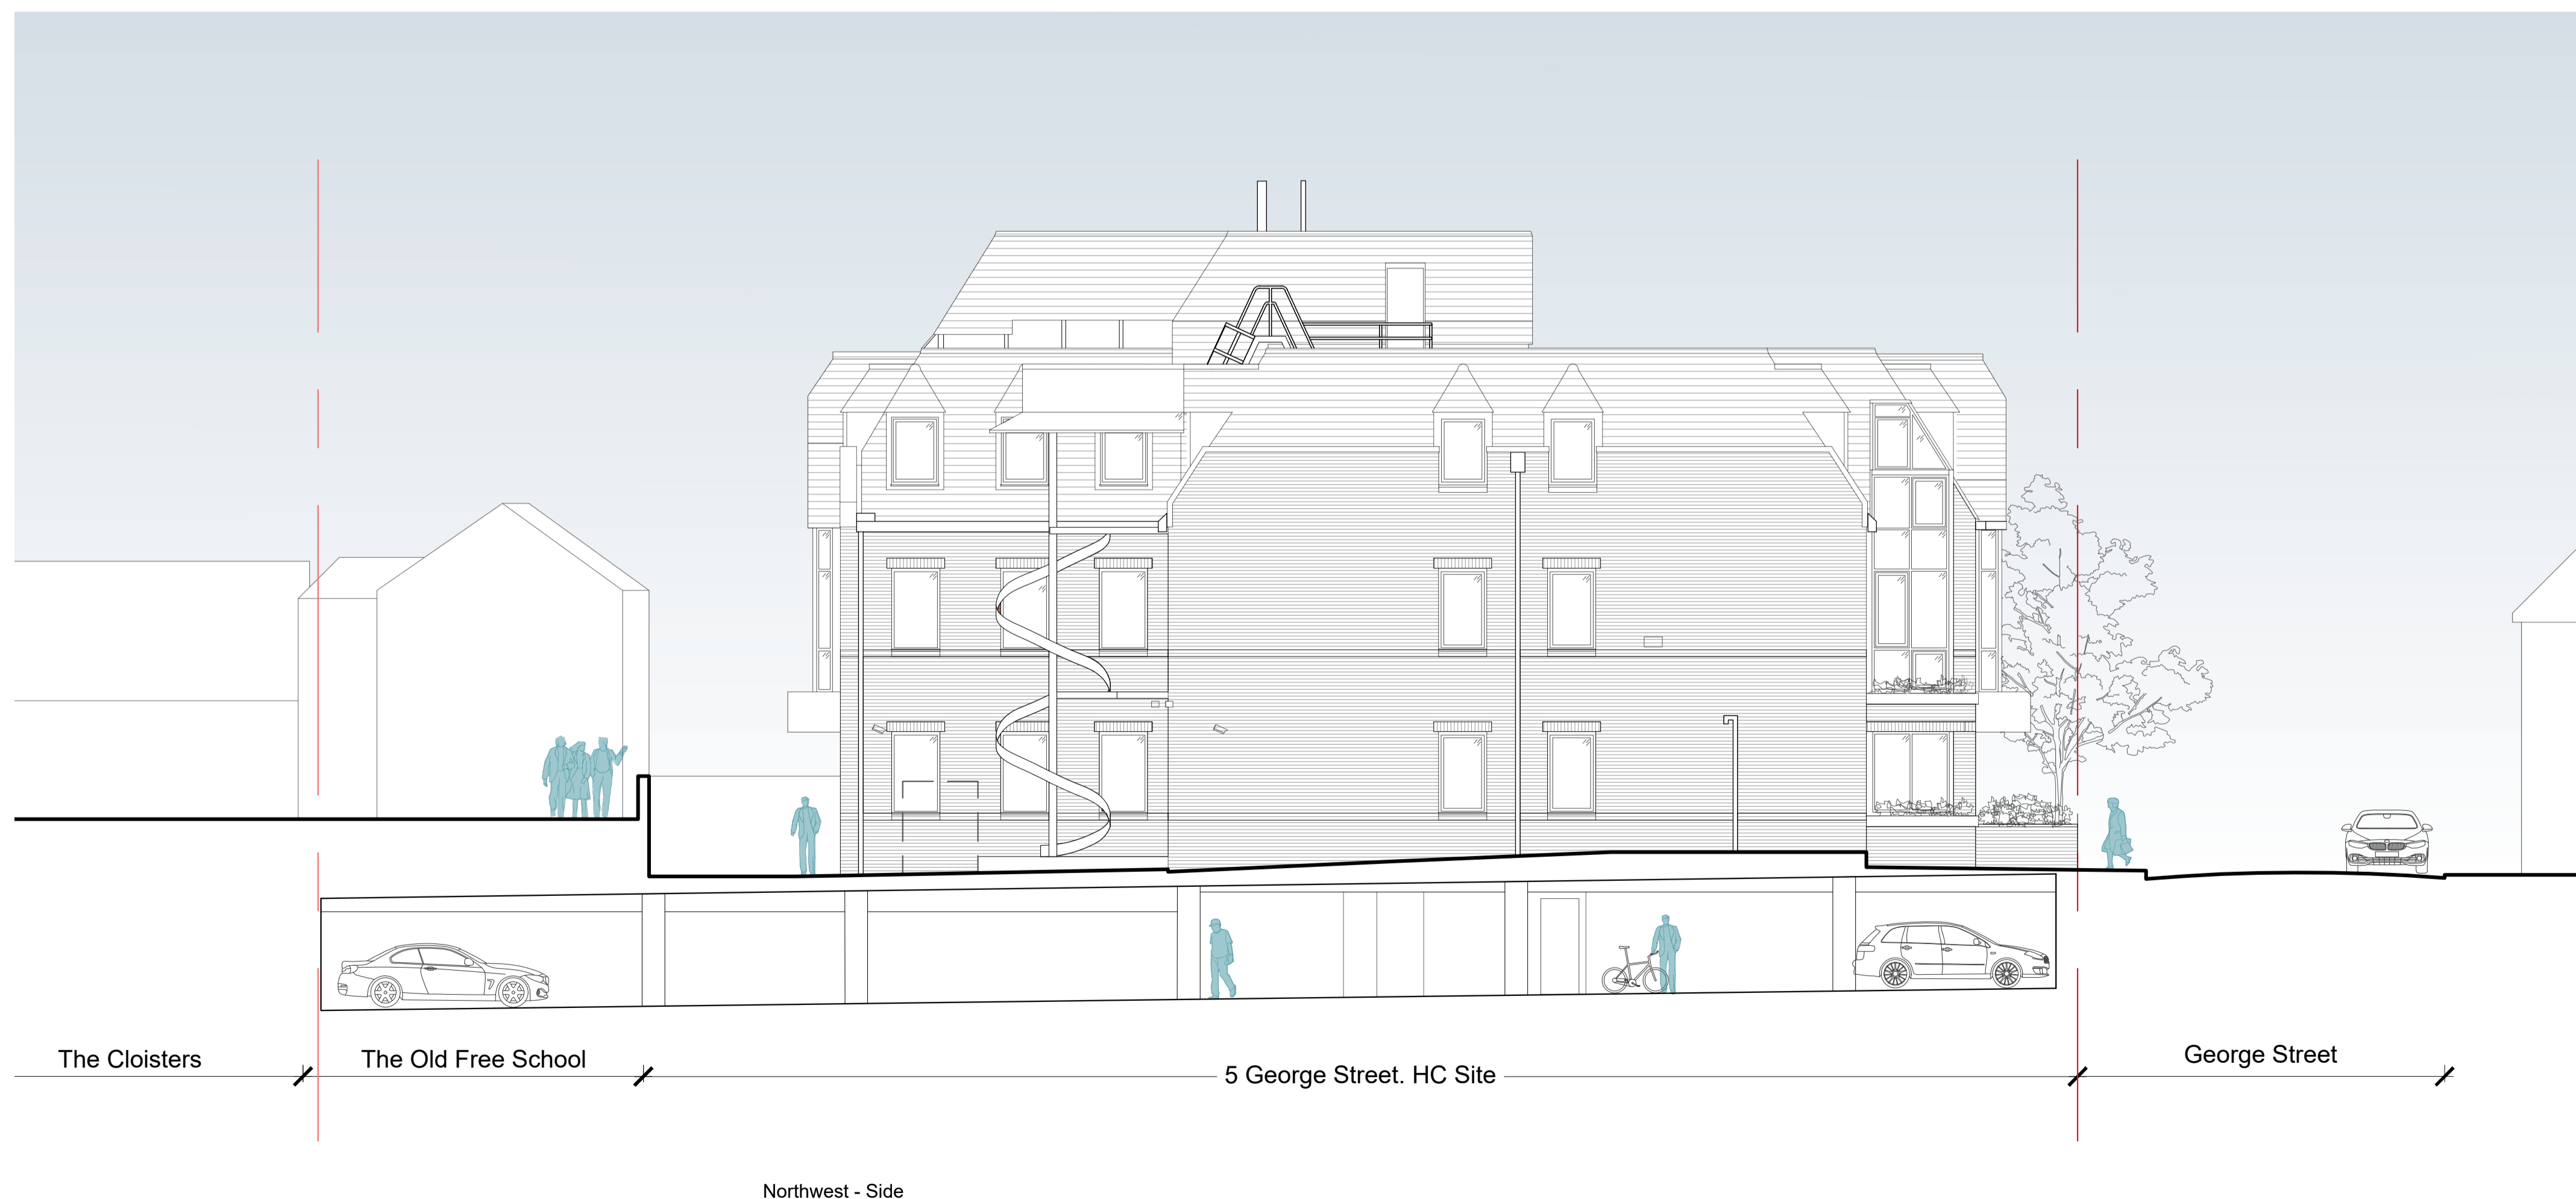 The Cloisters
The Old Free School
5 George Street. HC Site
George Street
Northwest - Side